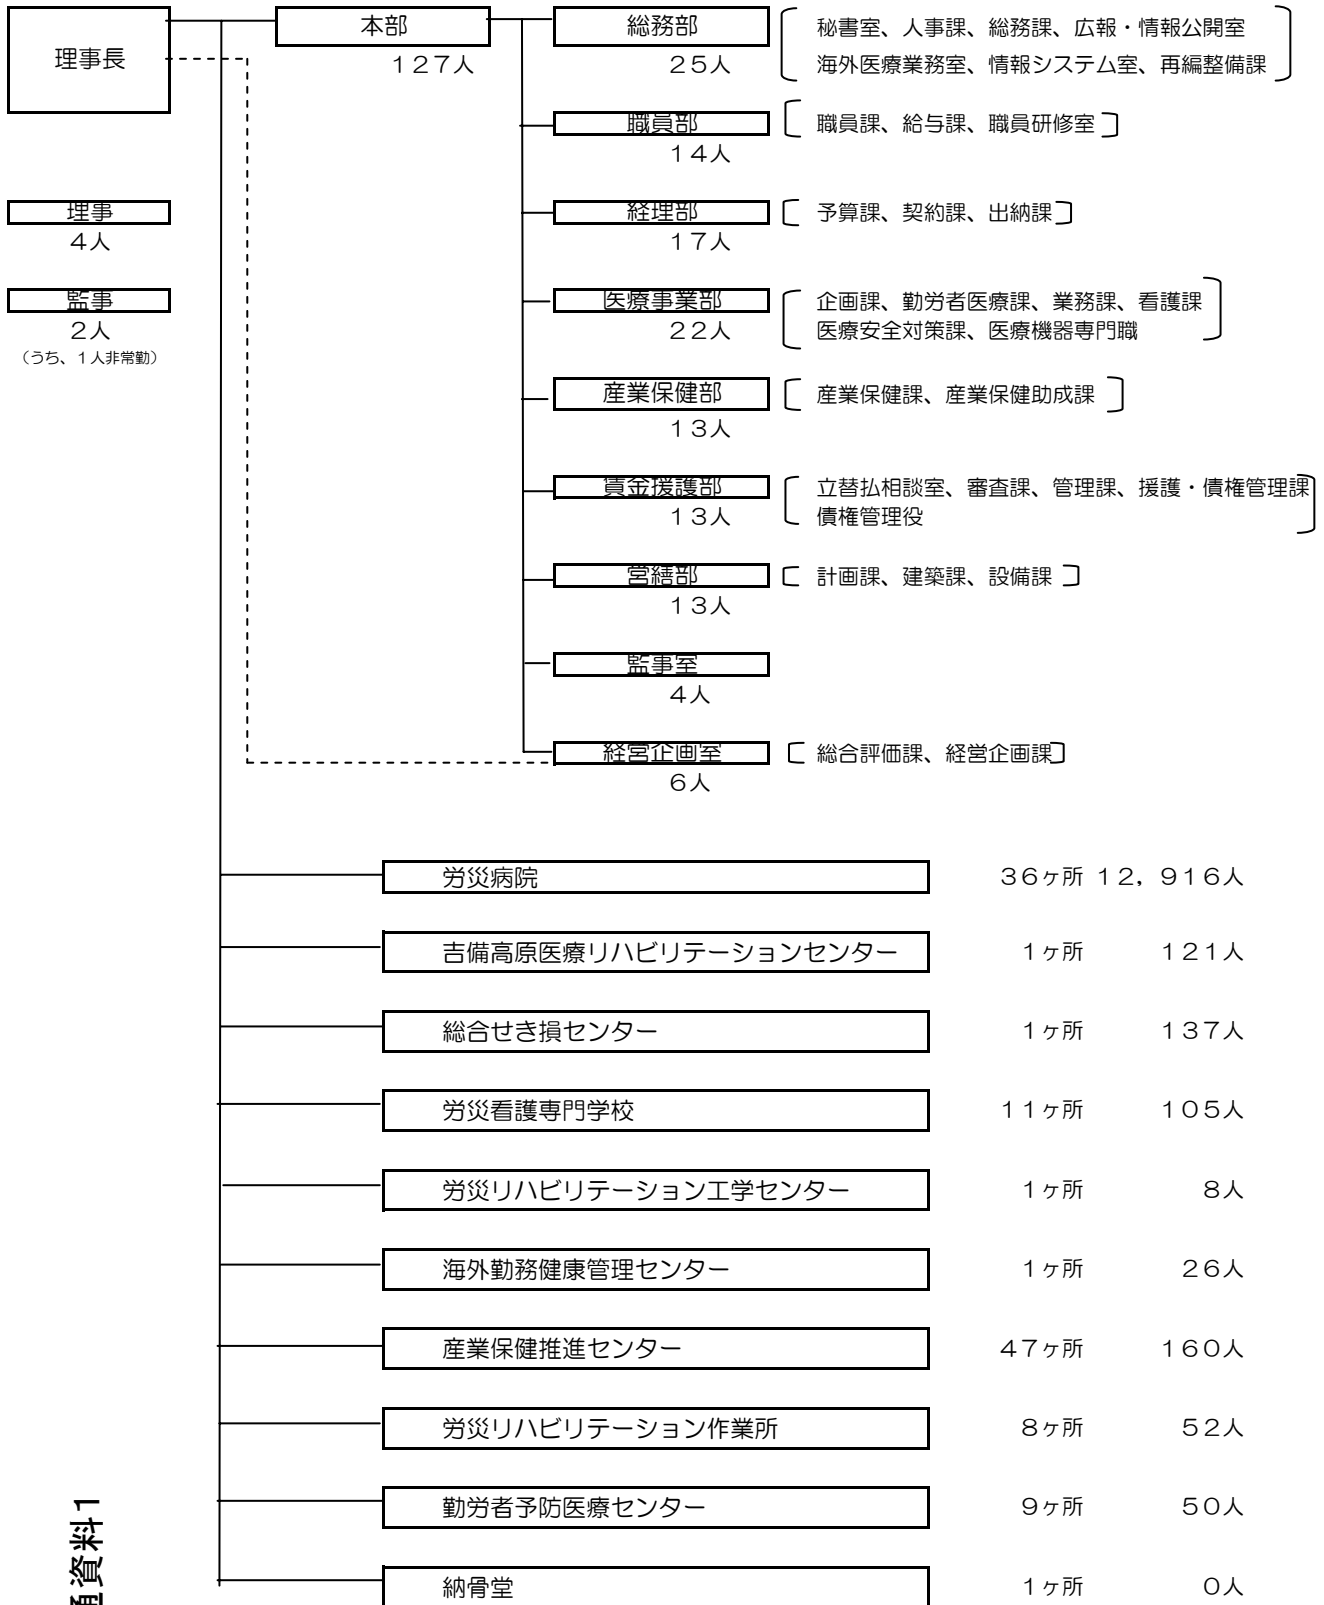 理事長
本部
１２７人
総務部
２５人
秘書室、人事課、総務課、広報・情報公開室
海外医療業務室、情報システム室、再編整備課
職員部
１４人
職員課、給与課、職員研修室
理事
４人
経理部
１７人
予算課、契約課、出納課
監事
２人
（うち、１人非常勤）
医療事業部
２２人
企画課、勤労者医療課、業務課、看護課
医療安全対策課、医療機器専門職
産業保健部
１３人
産業保健課、産業保健助成課
賃金援護部
１３人
立替払相談室、審査課、管理課、援護・債権管理課
債権管理役
営繕部
１３人
計画課、建築課、設備課
監事室
４人
経営企画室
６人
総合評価課、経営企画課
労災病院 ３６ヶ所 １２，９１６人
吉備高原医療リハビリテーションセンター １ヶ所 １２１人
総合せき損センター １ヶ所 １３７人
労災看護専門学校 １１ヶ所 １０５人
労災リハビリテーション工学センター １ヶ所 ８人
海外勤務健康管理センター １ヶ所 ２６人
産業保健推進センター ４７ヶ所 １６０人
労災リハビリテーション作業所 ８ヶ所 ５２人
勤労者予防医療センター ９ヶ所 ５０人
納骨堂 １ヶ所 ０人
資料1